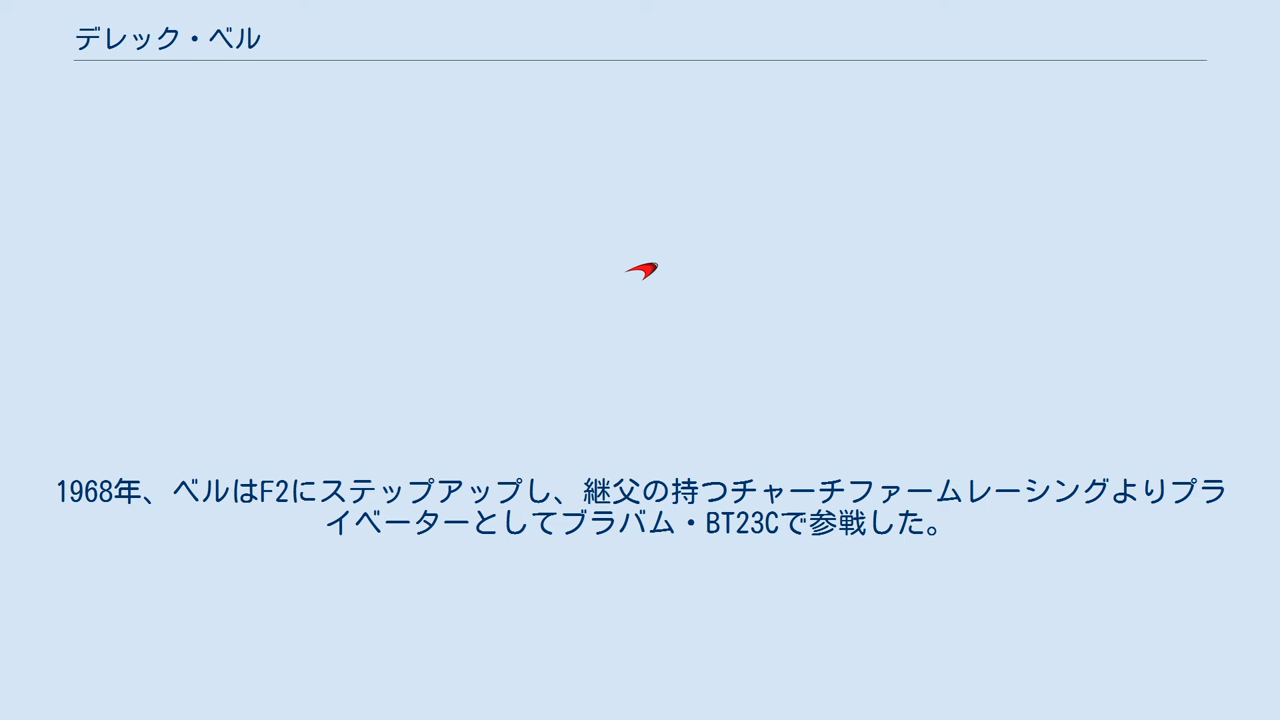 デレック・ベル
1968年、ベルはF2にステップアップし、継父の持つチャーチファームレーシングよりプラ
イベーターとしてブラバム・BT23Cで参戦した。